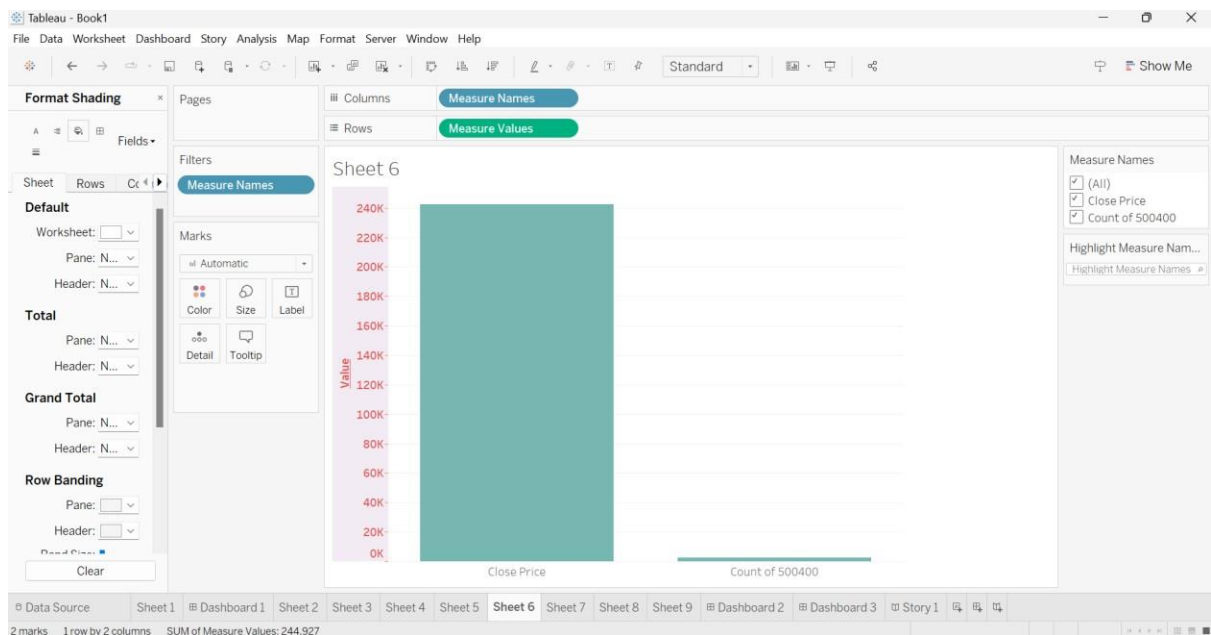 Tableau - Book1
File Data Worksheet Dashboard Story Analysis Map Format Server Window Help
Standard
Show Me
Format Shading
Fields
Sheet Rows
Default
Worksheet:
Pane: N...
Header: N...
Total
Pane: N...
Header: N...
Grand Total
Pane: N...
Header: N...
Row Banding
Pane:
Header:
Clear
Pages
Filters
Measure Names
Marks
Automatic
Color Size Label
Detail Tooltip
Columns Measure Names
Rows Measure Values
Sheet 6
240K
220K
200K
180K
160K
140K
120K
100K
80K
60K
40K
20K
0K
Value
Close Price Count of 500400
Measure Names
(All)
Close Price
Count of 500400
Highlight Measure Nam...
Highlight Measure Names
Data Source Sheet 1 Dashboard 1 Sheet 2 Sheet 3 Sheet 4 Sheet 5 Sheet 6 Sheet 7 Sheet 8 Sheet 9 Dashboard 2 Dashboard 3 Story 1
2 marks 1 row by 2 columns SUM of Measure Values: 244,927